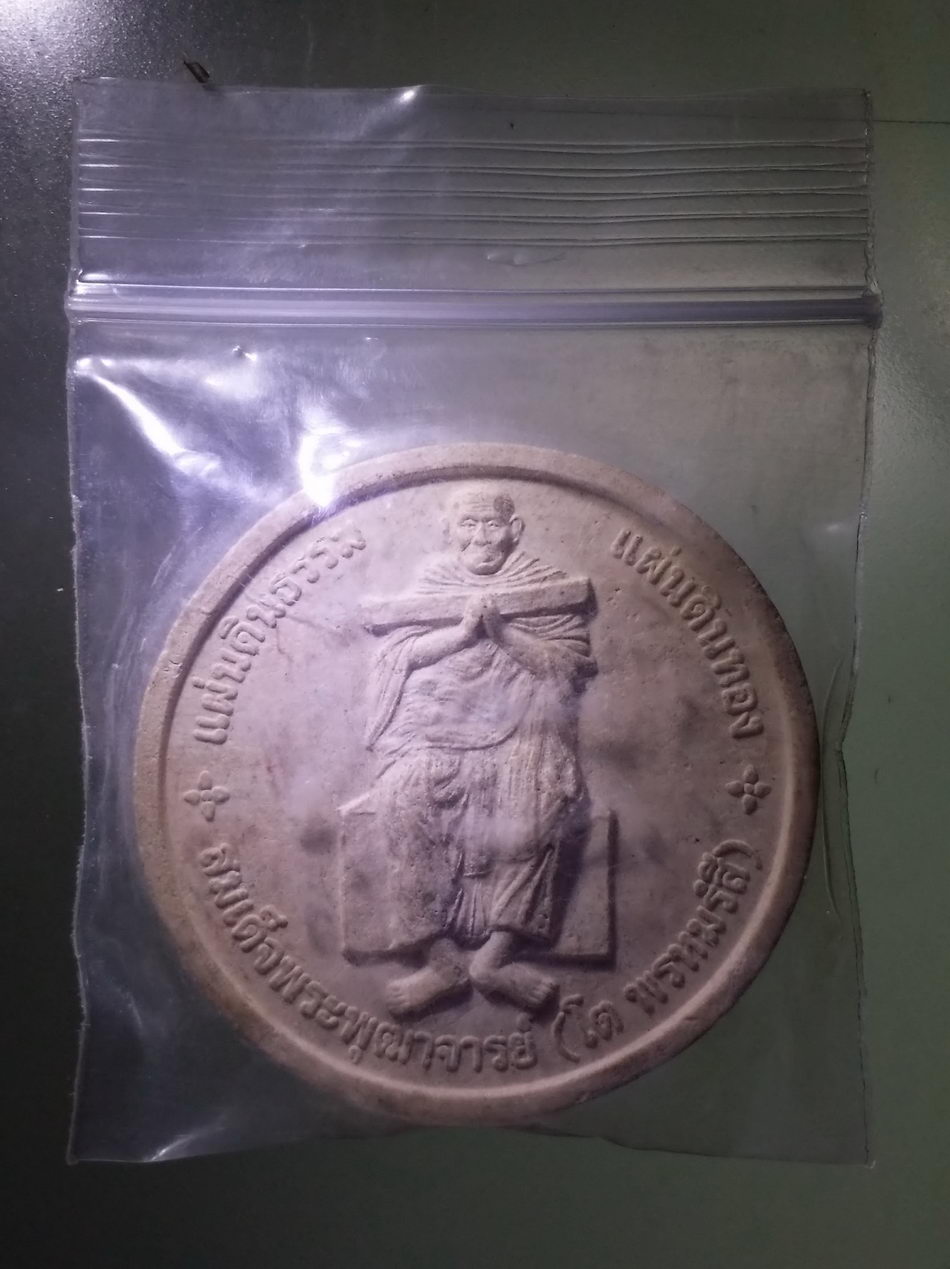 แผ่นดินธรรม
แผ่นดินทอง
สมเด็จพระพุฒาจารย์ (โต พรหมรังสี)